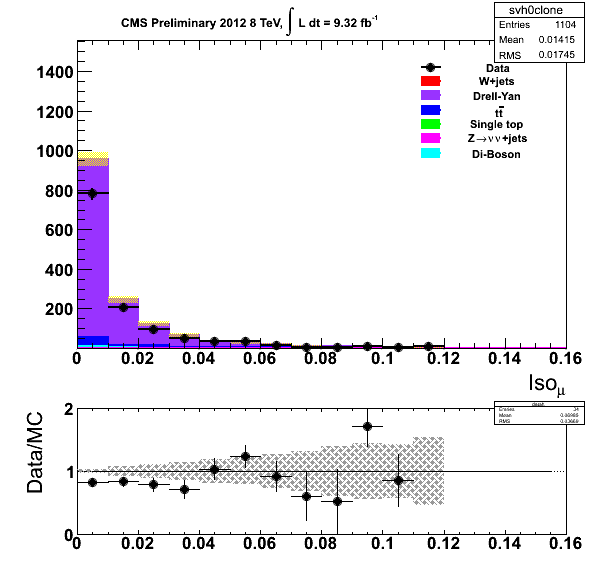 CMS Preliminary 2012 8 TeV, ∫ L dt = 9.32 fb⁻¹
svh0clone
Entries 1104
Mean 0.01415
RMS 0.01745
Data
W+jets
Drell-Yan
tt̅
Single top
Z→νν+jets
Di-Boson
1400
1200
1000
800
600
400
200
0 0.02 0.04 0.06 0.08 0.1 0.12 0.14 0.16
Iso_μ
Entries 34
Mean
RMS
Data/MC
2
1
0
0 0.02 0.04 0.06 0.08 0.1 0.12 0.14 0.16